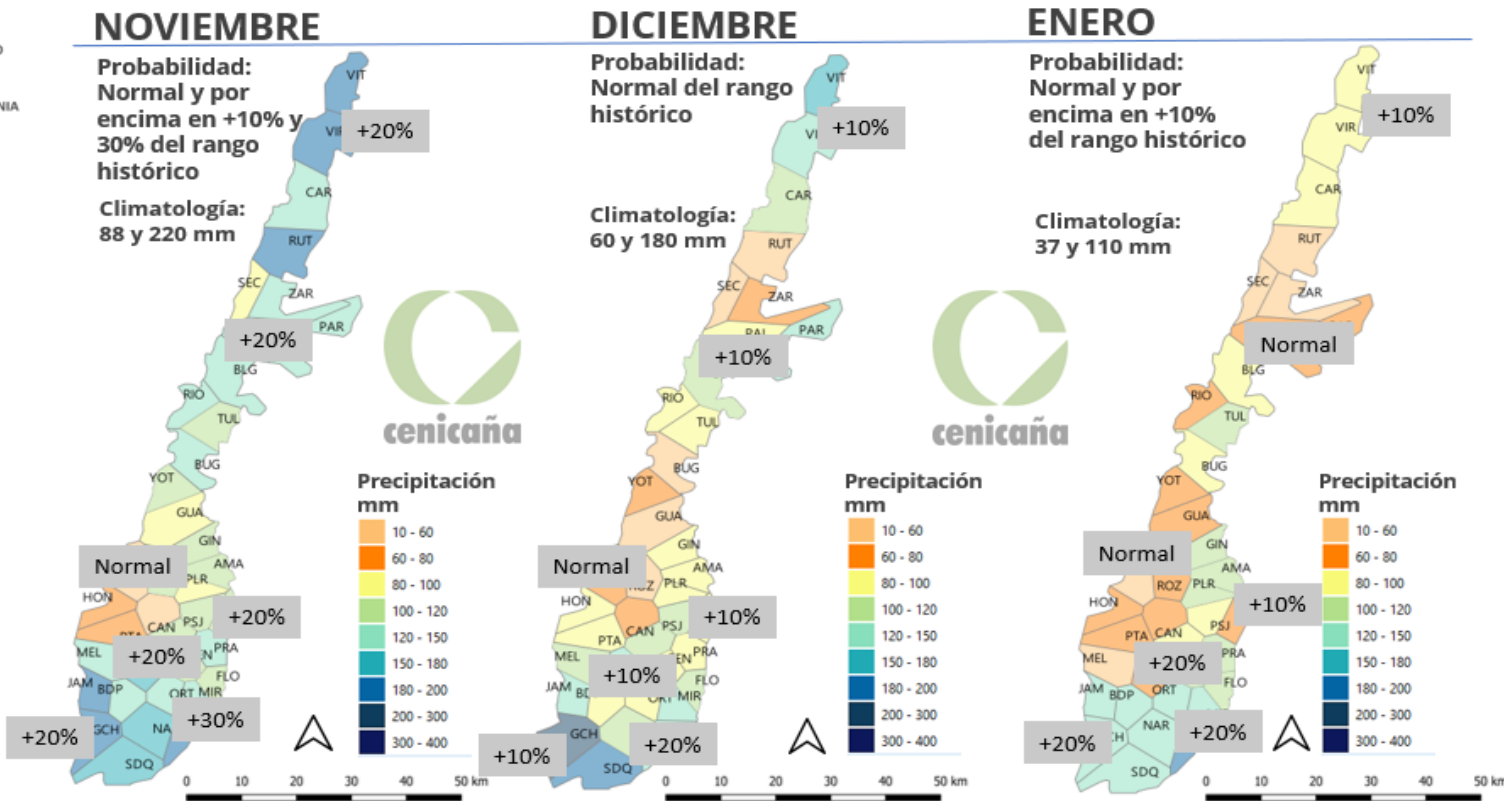 NOVIEMBRE
Probabilidad:
Normal y por
encima en +10% y
30% del rango
histórico
Climatología:
88 y 220 mm
VIT
+20%
CAR
RUT
SEC
ZAR
PAR
+20%
BLG
RIO
TUL
BUG
YOT
GUA
GIN
Normal
AMA
PLR
HON
+20%
CAN
PSJ
MEL
+20%
PRA
FLO
JAM
BDP
ORT
MIR
+20%
GCH
+30%
SDQ
cenicaña
Precipitación
mm
10 - 60
60 - 80
80 - 100
100 - 120
120 - 150
150 - 180
180 - 200
200 - 300
300 - 400
0 10 20 30 40 50 km
DICIEMBRE
Probabilidad:
Normal del rango
histórico
Climatología:
60 y 180 mm
VIT
+10%
CAR
RUT
SEC
ZAR
PAR
+10%
RIO
TUL
BUG
YOT
GUA
GIN
Normal
AMA
PLR
HON
+10%
CAN
PSJ
PTA
MEL
PRA
+10%
FLO
JAM
MIR
GCH
+20%
+10%
SDQ
cenicaña
Precipitación
mm
10 - 60
60 - 80
80 - 100
100 - 120
120 - 150
150 - 180
180 - 200
200 - 300
300 - 400
0 10 20 30 40 50 km
ENERO
Probabilidad:
Normal y por
encima en +10%
del rango histórico
Climatología:
37 y 110 mm
VIT
+10%
VIR
CAR
RUT
SEC
ZAR
Normal
BLG
RIO
TUL
BUG
YOT
GUA
GIN
Normal
AMA
ROZ
PLR
HON
+10%
PSJ
PTA
CAN
MEL
+20%
PRA
FLO
JAM
BDP
ORT
NAR
+20%
+20%
SDQ
Precipitación
mm
10 - 60
60 - 80
80 - 100
100 - 120
120 - 150
150 - 180
180 - 200
200 - 300
300 - 400
0 10 20 30 40 50 km